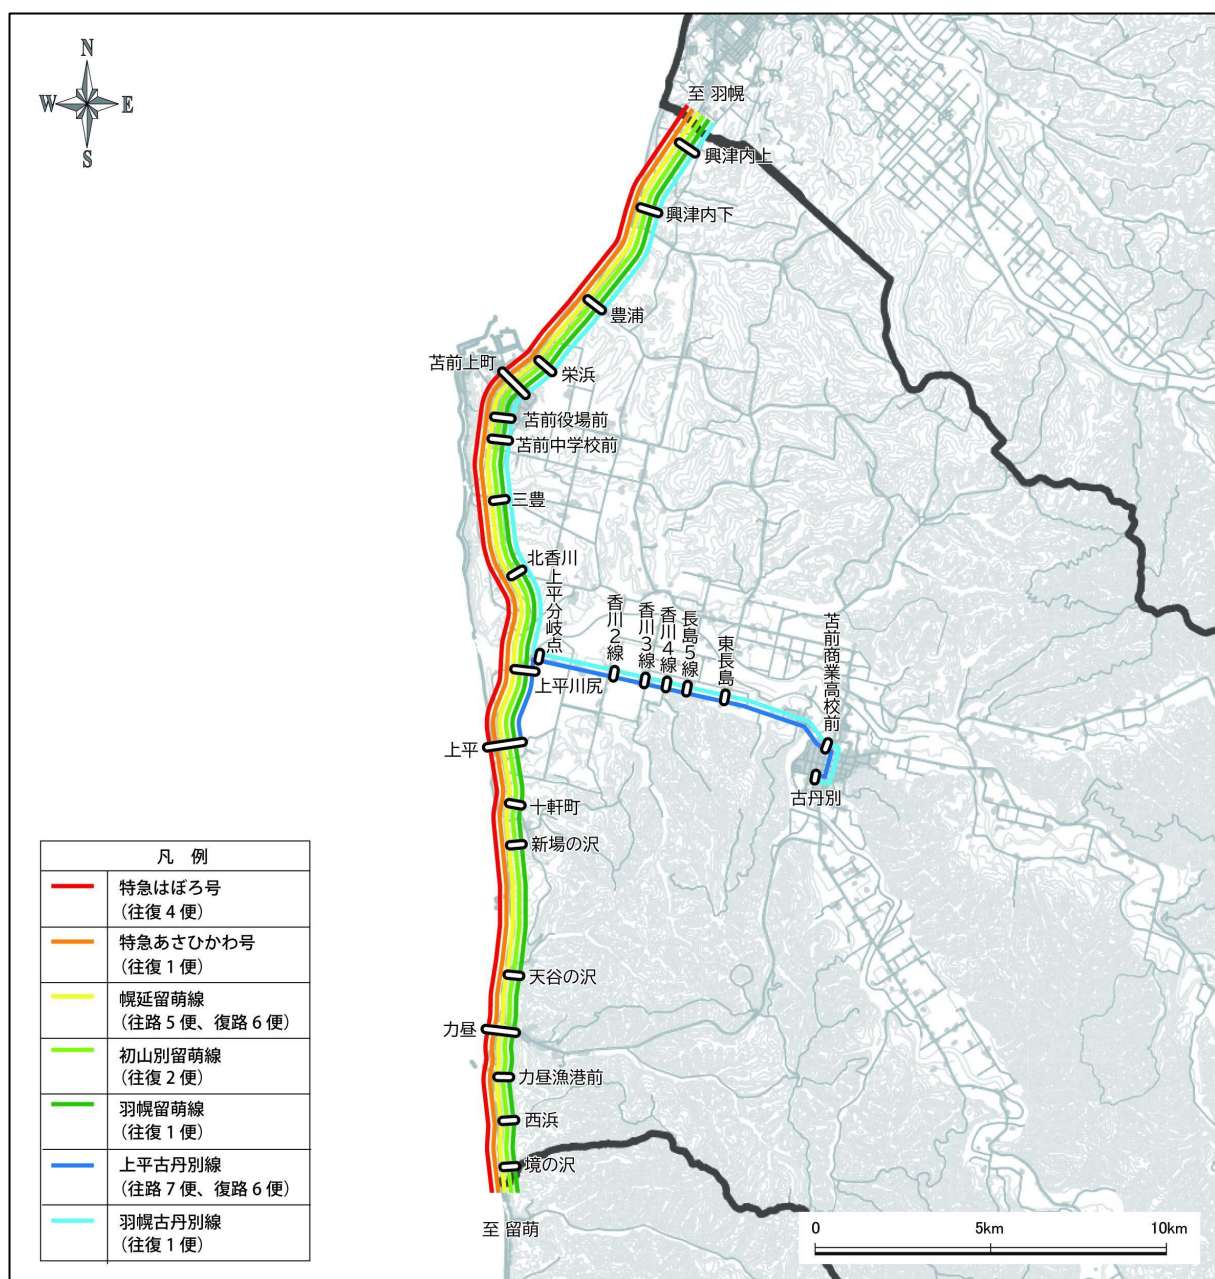 N
W
E
S
至 羽幌
興津内上
興津内下
豊浦
苫前上町
栄浜
苫前役場前
苫前中学校前
三豊
北香川
上平分岐点
香川2線
香川3線
香川4線
長島5線
東長島
苫前商業高校前
上平川尻
上平
古丹別
十軒町
新場の沢
天谷の沢
力昼
力昼漁港前
西浜
境の沢
至 留萌
凡 例
特急はぼろ号
（往復4便）
特急あさひかわ号
（往復1便）
幌延留萌線
（往路5便、復路6便）
初山別留萌線
（往復2便）
羽幌留萌線
（往復1便）
上平古丹別線
（往路7便、復路6便）
羽幌古丹別線
（往復1便）
0 5km 10km